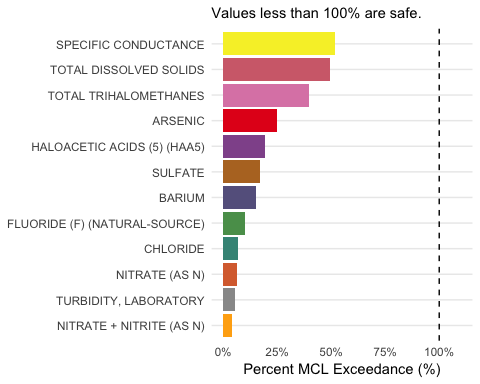 Values less than 100% are safe.
SPECIFIC CONDUCTANCE
TOTAL DISSOLVED SOLIDS
TOTAL TRIHALOMETHANES
ARSENIC
HALOACETIC ACIDS (5) (HAA5)
SULFATE
BARIUM
FLUORIDE (F) (NATURAL-SOURCE)
CHLORIDE
NITRATE (AS N)
TURBIDITY, LABORATORY
NITRATE + NITRITE (AS N)
0% 25% 50% 75% 100%
Percent MCL Exceedance (%)